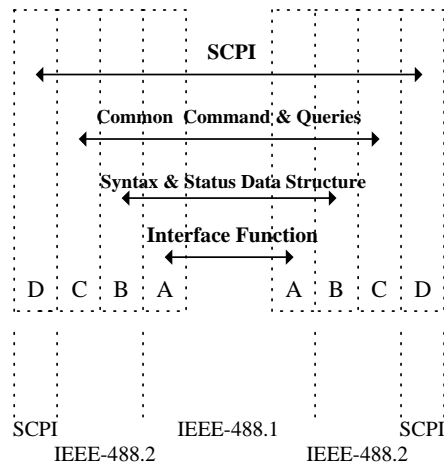 SCPI
Common Command & Queries
Syntax & Status Data Structure
Interface Function
D C B A A B C D
SCPI IEEE-488.1 SCPI
IEEE-488.2 IEEE-488.2